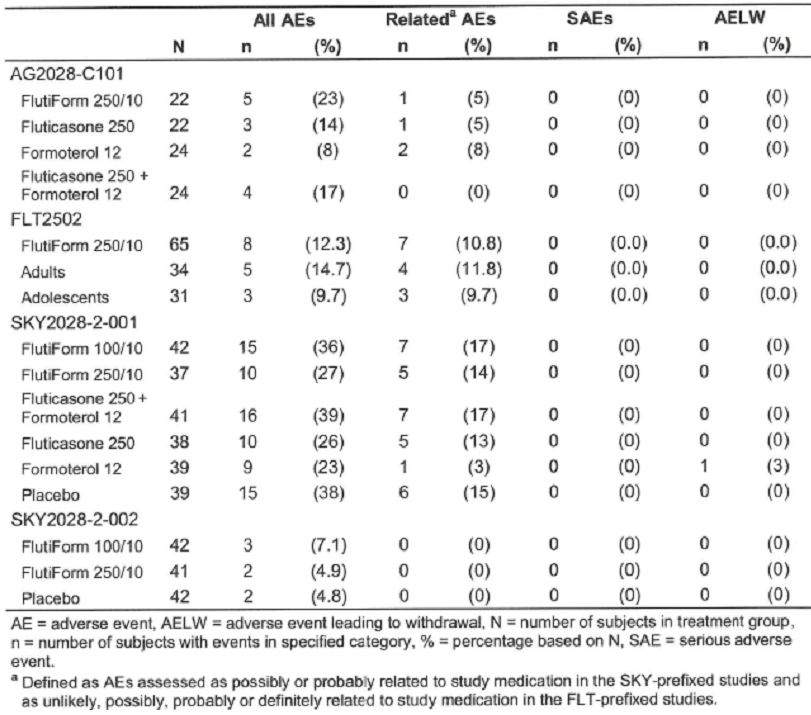 All AEs Relatedᵃ AEs SAEs AELW
N n (%) n (%) n (%) n (%)
AG2028-C101
FlutiForm 250/10 22 5 (23) 1 (5) 0 (0) 0 (0)
Fluticasone 250 22 3 (14) 1 (5) 0 (0) 0 (0)
Formoterol 12 24 2 (8) 2 (8) 0 (0) 0 (0)
Fluticasone 250 +
Formoterol 12 24 4 (17) 0 (0) 0 (0) 0 (0)
FLT2502
FlutiForm 250/10 65 8 (12.3) 7 (10.8) 0 (0.0) 0 (0.0)
Adults 34 5 (14.7) 4 (11.8) 0 (0.0) 0 (0.0)
Adolescents 31 3 (9.7) 3 (9.7) 0 (0.0) 0 (0.0)
SKY2028-2-001
FlutiForm 100/10 42 15 (36) 7 (17) 0 (0) 0 (0)
FlutiForm 250/10 37 10 (27) 5 (14) 0 (0) 0 (0)
Fluticasone 250 +
Formoterol 12 41 16 (39) 7 (17) 0 (0) 0 (0)
Fluticasone 250 38 10 (26) 5 (13) 0 (0) 0 (0)
Formoterol 12 39 9 (23) 1 (3) 0 (0) 1 (3)
Placebo 39 15 (38) 6 (15) 0 (0) 0 (0)
SKY2028-2-002
FlutiForm 100/10 42 3 (7.1) 0 (0) 0 (0) 0 (0)
FlutiForm 250/10 41 2 (4.9) 0 (0) 0 (0) 0 (0)
Placebo 42 2 (4.8) 0 (0) 0 (0) 0 (0)
AE = adverse event, AELW = adverse event leading to withdrawal, N = number of subjects in treatment group,
n = number of subjects with events in specified category, % = percentage based on N, SAE = serious adverse
event.
ᵃ Defined as AEs assessed as possibly or probably related to study medication in the SKY-prefixed studies and
as unlikely, possibly, probably or definitely related to study medication in the FLT-prefixed studies.